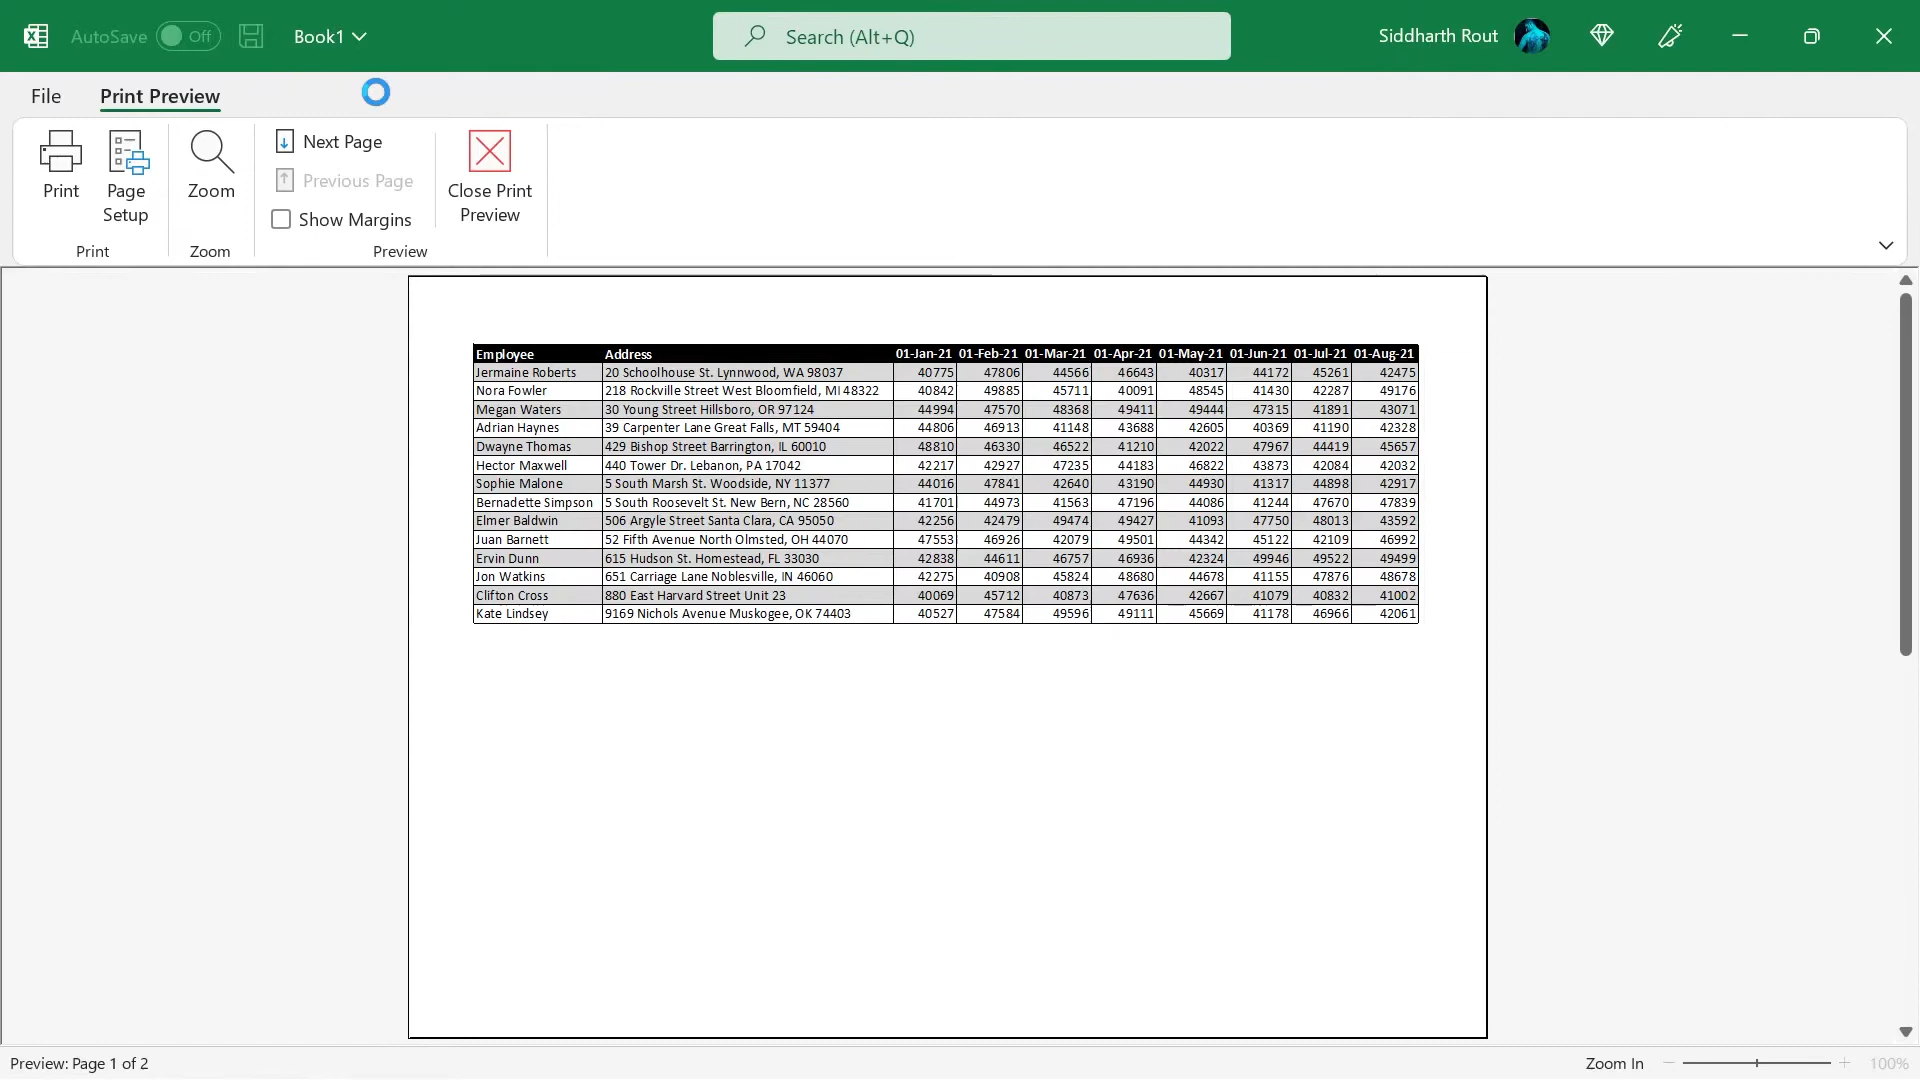 AutoSave Off Book1 Search (Alt+Q) Siddharth Rout
File Print Preview
Print Page Setup Zoom Next Page Previous Page Show Margins Close Print Preview
Print Zoom Preview
Employee Address 01-Jan-21 01-Feb-21 01-Mar-21 01-Apr-21 01-May-21 01-Jun-21 01-Jul-21 01-Aug-21
Jermaine Roberts 20 Schoolhouse St. Lynnwood, WA 98037 40775 47806 44566 46643 40317 44172 45261 42475
Nora Fowler 218 Rockville Street West Bloomfield, MI 48322 40842 49885 45711 40091 48545 41430 42287 49176
Megan Waters 30 Young Street Hillsboro, OR 97124 44994 47570 48368 49411 49444 47315 41891 43071
Adrian Haynes 39 Carpenter Lane Great Falls, MT 59404 44806 46913 41148 43688 42605 40369 41190 42328
Dwayne Thomas 429 Bishop Street Barrington, IL 60010 48810 46330 46522 41210 42022 47967 44419 45657
Hector Maxwell 440 Tower Dr. Lebanon, PA 17042 42217 42927 47235 44183 46822 43873 42084 42032
Sophie Malone 5 South Marsh St. Woodside, NY 11377 44016 47841 42640 43190 44930 41317 44898 42917
Bernadette Simpson 5 South Roosevelt St. New Bern, NC 28560 41701 44973 41563 47196 44086 41244 47670 47839
Elmer Baldwin 506 Argyle Street Santa Clara, CA 95050 42256 42479 49474 49427 41093 47750 48013 43592
Juan Barnett 52 Fifth Avenue North Olmsted, OH 44070 47553 46926 42079 49501 44342 45122 42109 46992
Ervin Dunn 615 Hudson St. Homestead, FL 33030 42838 44611 46757 46936 42324 49946 49522 49499
Jon Watkins 651 Carriage Lane Noblesville, IN 46060 42275 40908 45824 48680 44678 41155 47876 48678
Clifton Cross 880 East Harvard Street Unit 23 40069 45712 40873 47636 42667 41079 40832 41002
Kate Lindsey 9169 Nichols Avenue Muskogee, OK 74403 40527 47584 49596 49111 45669 41178 46966 42061
Preview: Page 1 of 2 Zoom In 100%